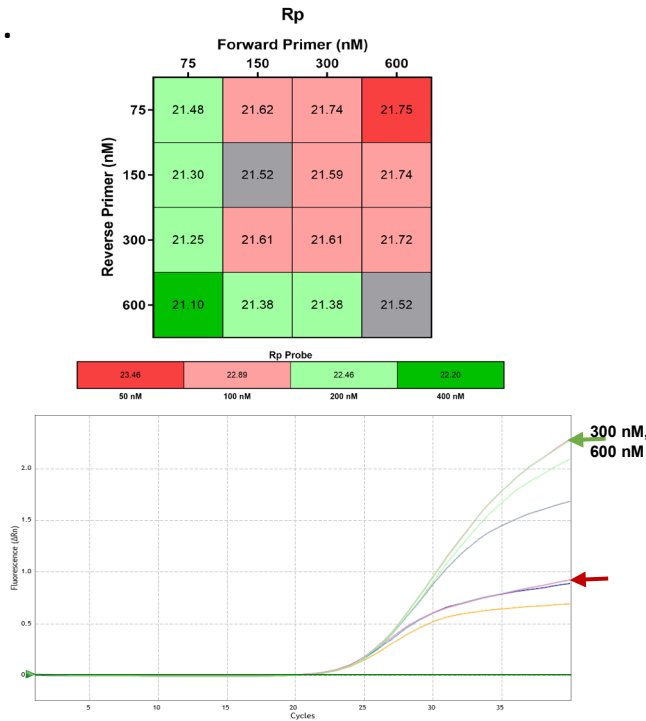 Rp
Forward Primer (nM)
75 150 300 600
Reverse Primer (nM)
75 21.48 21.62 21.74 21.75
150 21.30 21.52 21.59 21.74
300 21.25 21.61 21.61 21.72
600 21.10 21.38 21.38 21.52
Rp Probe
23.46 22.89 22.46 22.20
50 nM 100 nM 200 nM 400 nM
300 nM,
600 nM
Fluorescence (ΔRn)
2.0
1.5
1.0
0.5
0
5 10 15 20 25 30 35
Cycles